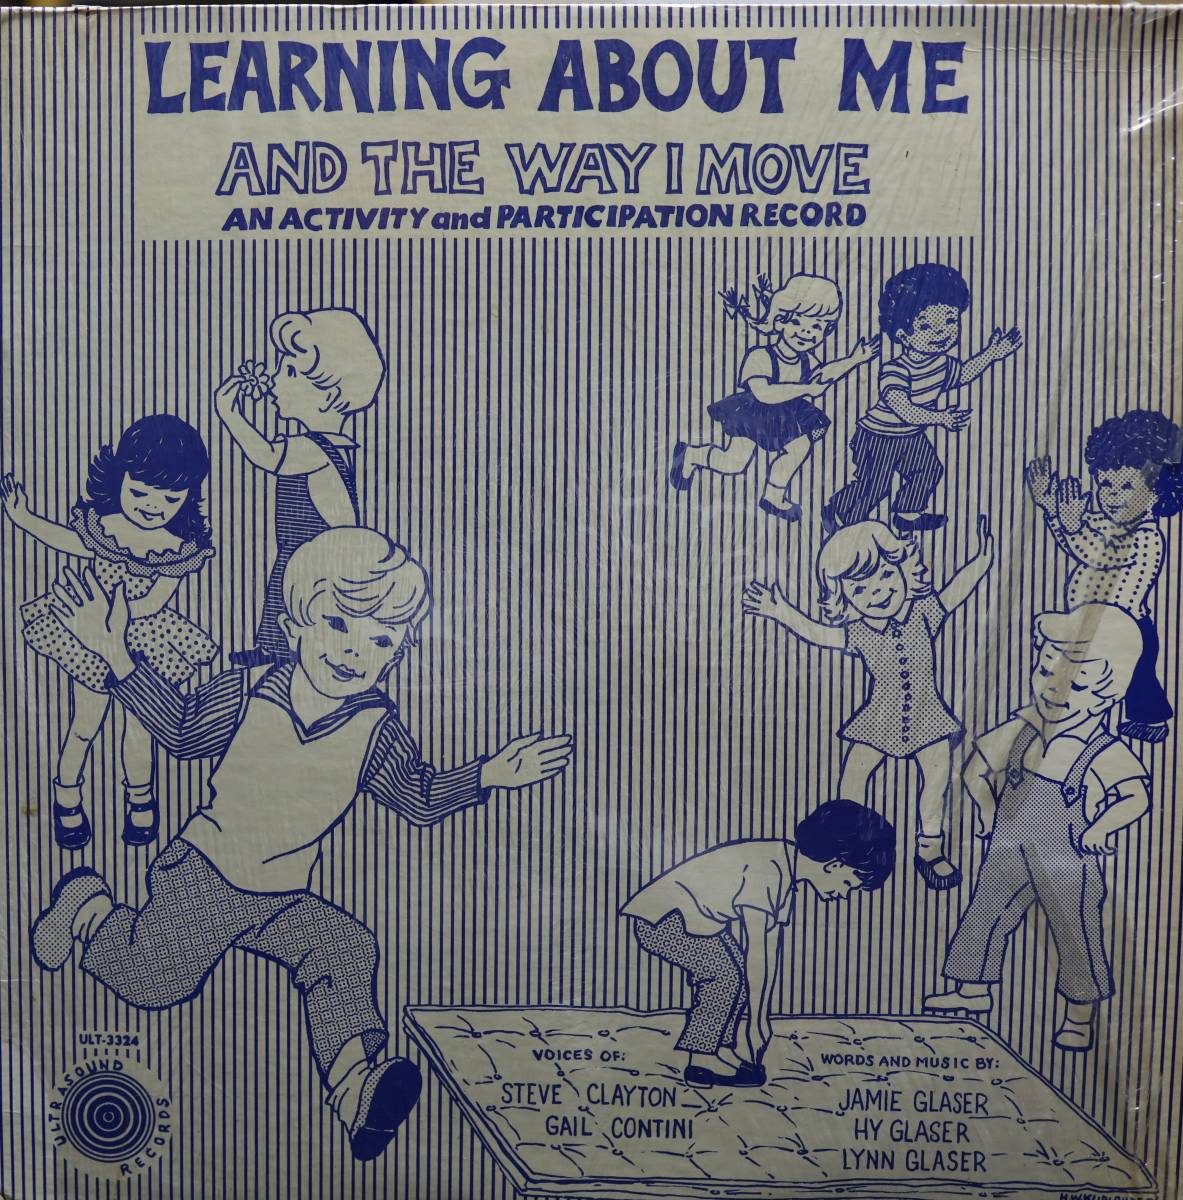 LEARNING ABOUT ME
AND THE WAY I MOVE
AN ACTIVITY and PARTICIPATION RECORD
ULT-3324
ULTRASOUND
RECORDS
VOICES OF:
STEVE CLAYTON
GAIL CONTINI
WORDS AND MUSIC BY:
JAMIE GLASER
HY GLASER
LYNN GLASER